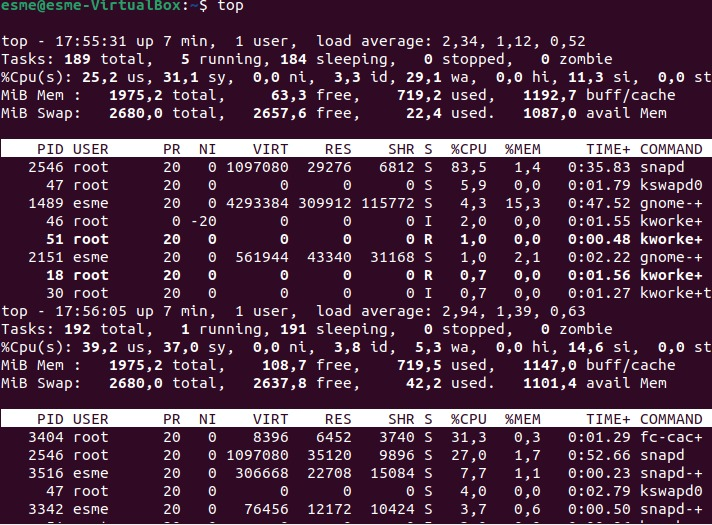 esme@esme-VirtualBox:~$ top
top - 17:55:31 up 7 min,  1 user,  load average: 2,34, 1,12, 0,52
Tasks: 189 total,   5 running, 184 sleeping,   0 stopped,   0 zombie
%Cpu(s): 25,2 us, 31,1 sy,  0,0 ni,  3,3 id, 29,1 wa,  0,0 hi, 11,3 si,  0,0 st
MiB Mem :   1975,2 total,     63,3 free,    719,2 used,   1192,7 buff/cache
MiB Swap:   2680,0 total,   2657,6 free,     22,4 used.   1087,0 avail Mem
PID USER      PR  NI    VIRT    RES    SHR S  %CPU  %MEM     TIME+ COMMAND
2546 root      20   0 1097080  29276   6812 S  83,5   1,4   0:35.83 snapd
47 root      20   0       0      0      0 S   5,9   0,0   0:01.79 kswapd0
1489 esme      20   0 4293384 309912 115772 S   4,3  15,3   0:47.52 gnome-+
46 root       0 -20       0      0      0 I   2,0   0,0   0:01.55 kworke+
51 root      20   0       0      0      0 R   1,0   0,0   0:00.48 kworke+
2151 esme      20   0  561944  43340  31168 S   1,0   2,1   0:02.22 gnome-+
18 root      20   0       0      0      0 R   0,7   0,0   0:01.56 kworke+
30 root      20   0       0      0      0 I   0,7   0,0   0:01.27 kworke+t
top - 17:56:05 up 7 min,  1 user,  load average: 2,94, 1,39, 0,63
Tasks: 192 total,   1 running, 191 sleeping,   0 stopped,   0 zombie
%Cpu(s): 39,2 us, 37,0 sy,  0,0 ni,  3,8 id,  5,3 wa,  0,0 hi, 14,6 si,  0,0 st
MiB Mem :   1975,2 total,    108,7 free,    719,5 used,   1147,0 buff/cache
MiB Swap:   2680,0 total,   2637,8 free,     42,2 used.   1101,4 avail Mem
PID USER      PR  NI    VIRT    RES    SHR S  %CPU  %MEM     TIME+ COMMAND
3404 root      20   0    8396   6452   3740 S  31,3   0,3   0:01.29 fc-cac+
2546 root      20   0 1097080  35120   9896 S  27,0   1,7   0:52.66 snapd
3516 esme      20   0  306668  22708  15084 S   7,7   1,1   0:00.23 snapd-+
47 root      20   0       0      0      0 S   4,0   0,0   0:02.79 kswapd0
3342 esme      20   0   76456  12172  10424 S   3,7   0,6   0:00.50 snapd-+